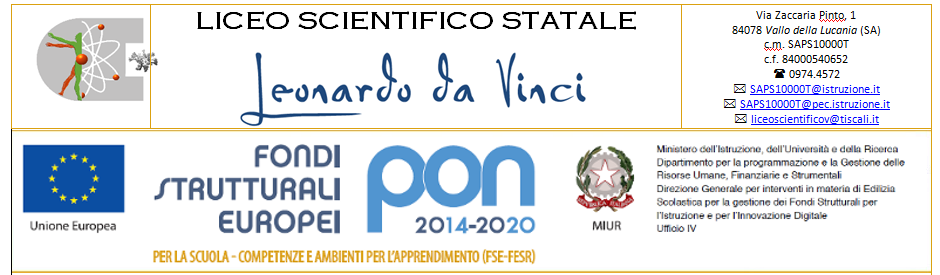 LICEO SCIENTIFICO STATALE
Leonardo da Vinci
Via Zaccaria Pinto, 1
84078 Vallo della Lucania (SA)
c.m. SAPS10000T
c.f. 84000540652
☎ 0974.4572
✉ SAPS10000T@istruzione.it
✉ SAPS10000T@pec.istruzione.it
✉ liceoscientificov@tiscali.it
Unione Europea
FONDI
STRUTTURALI
EUROPEI
pon
2014-2020
PER LA SCUOLA - COMPETENZE E AMBIENTI PER L'APPRENDIMENTO (FSE-FESR)
MIUR
Ministero dell'Istruzione, dell'Università e della Ricerca
Dipartimento per la programmazione e la Gestione delle
Risorse Umane, Finanziarie e Strumentali
Direzione Generale per interventi in materia di Edilizia
Scolastica per la gestione dei Fondi Strutturali per
l'Istruzione e per l'Innovazione Digitale
Ufficio IV